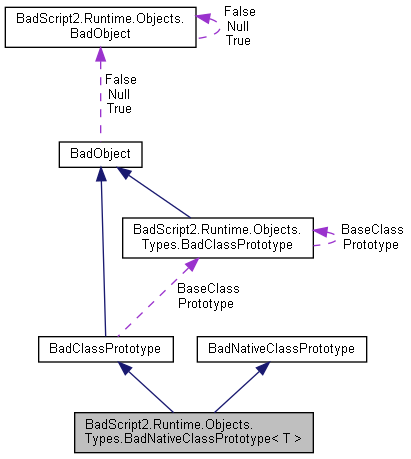 BadScript2.Runtime.Objects.
BadObject
False
Null
True
False
Null
True
BadObject
BadScript2.Runtime.Objects.
Types.BadClassPrototype
BaseClass
Prototype
BaseClass
Prototype
BadClassPrototype
BadNativeClassPrototype
BadScript2.Runtime.Objects.
Types.BadNativeClassPrototype< T >